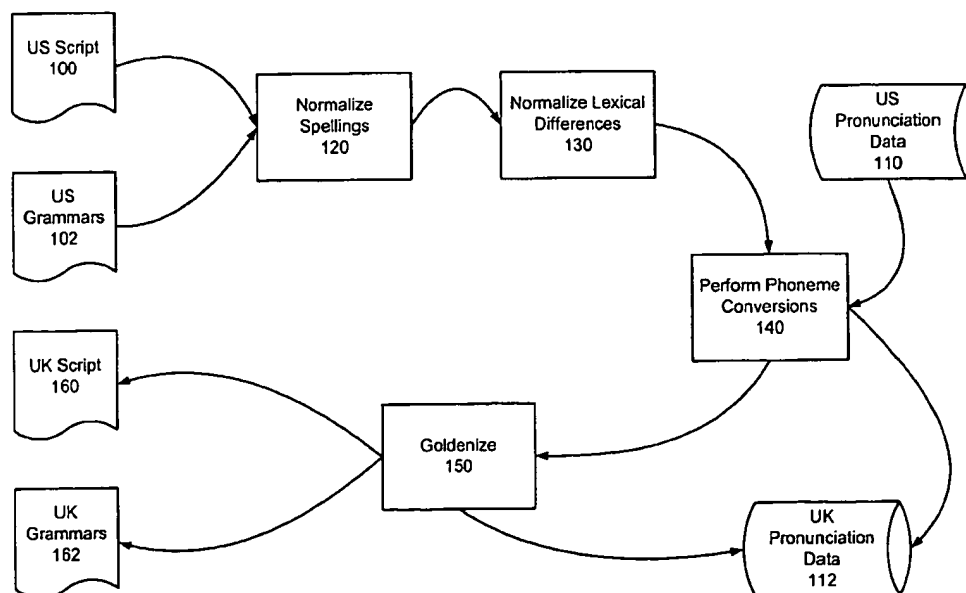 US Script
100
Normalize
Spellings
120
Normalize Lexical
Differences
130
US
Pronunciation
Data
110
US
Grammars
102
Perform Phoneme
Conversions
140
UK Script
160
Goldenize
150
UK
Grammars
162
UK
Pronunciation
Data
112